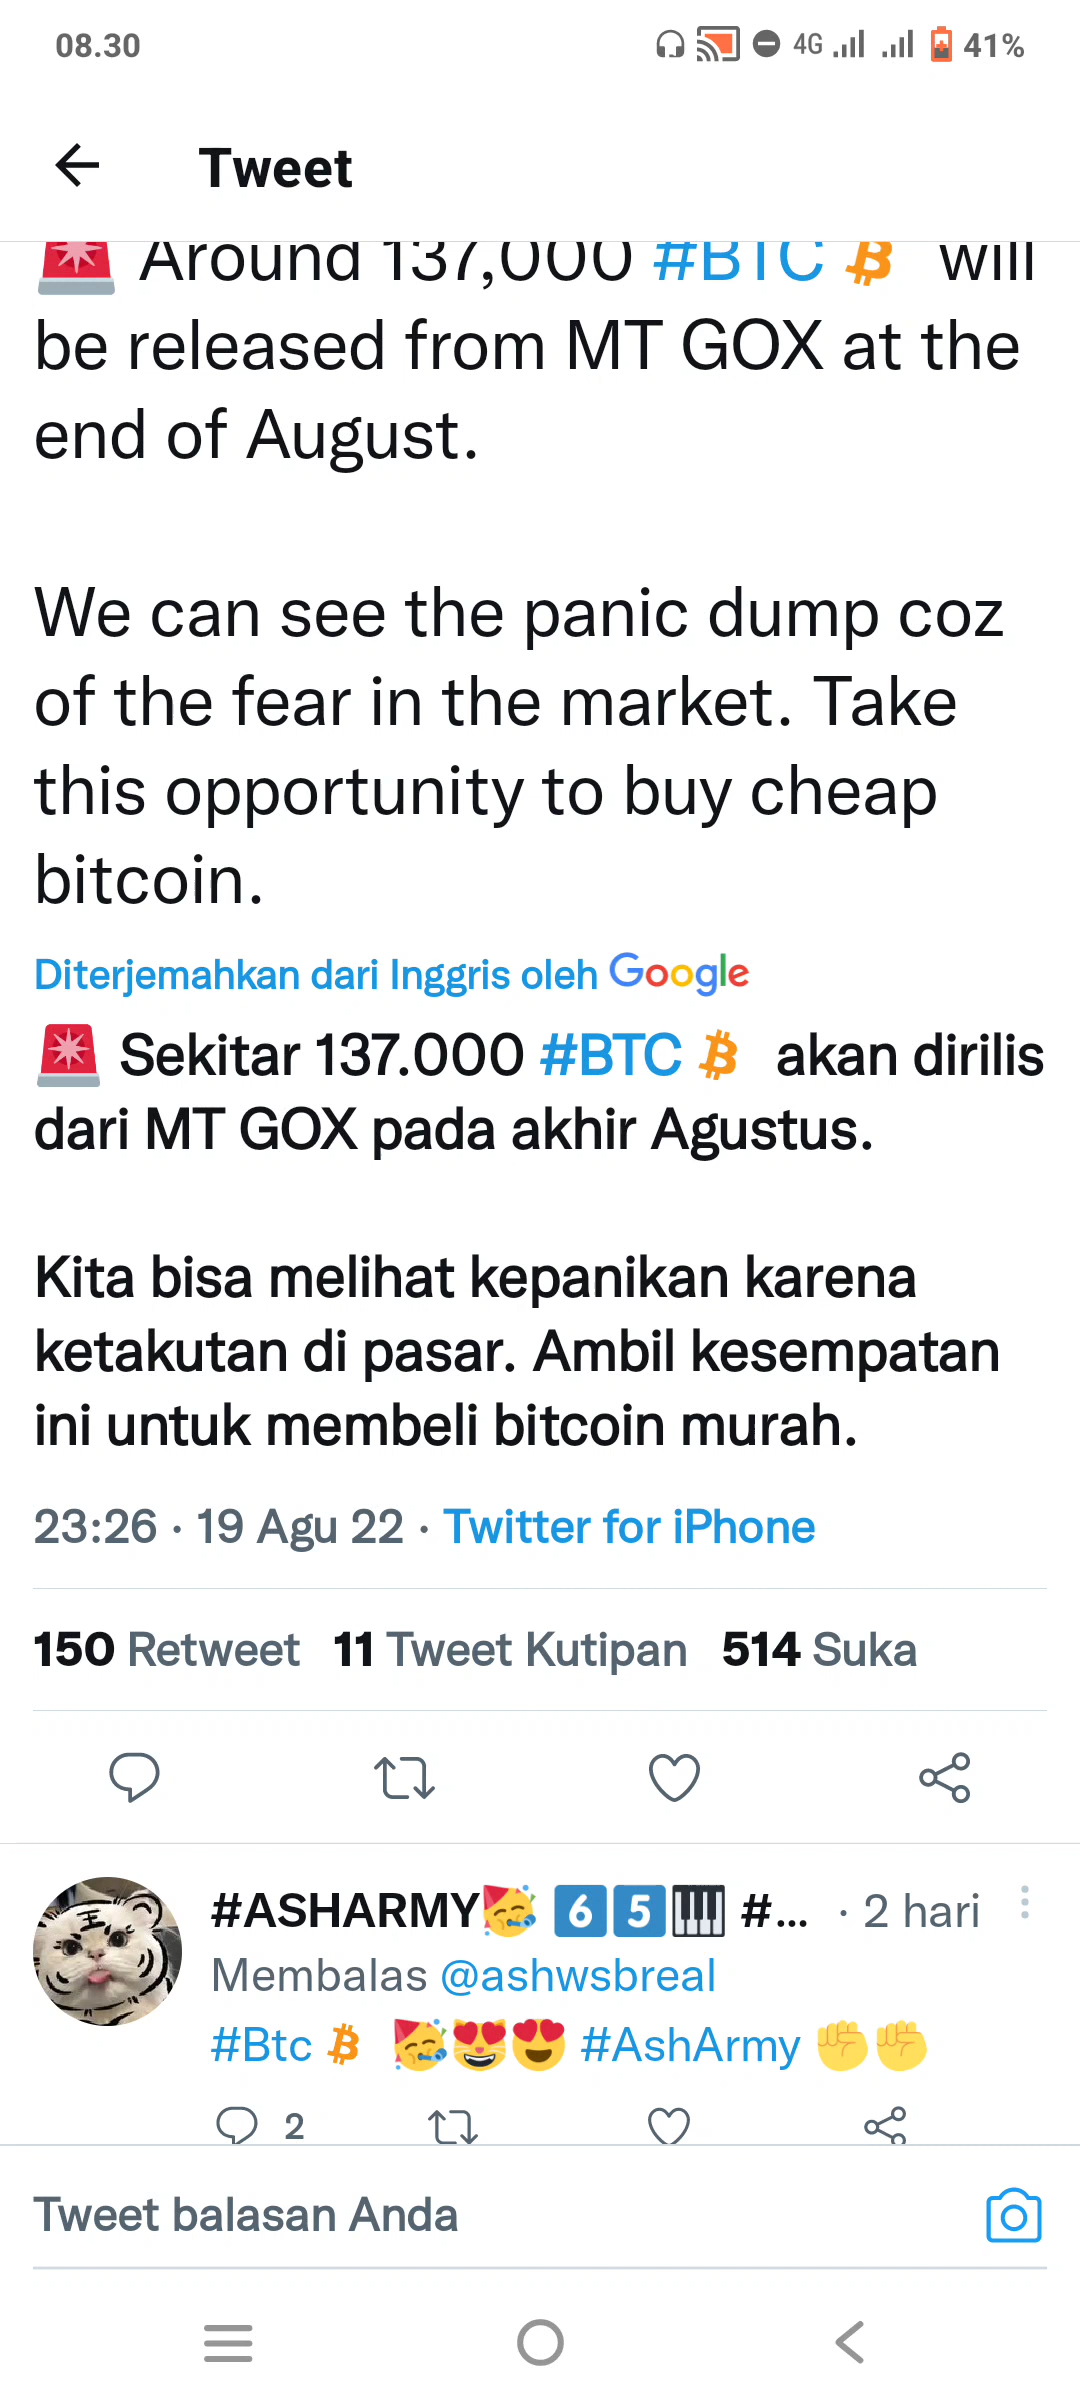 08.30
4G
41%
Tweet
🚨 Around 137,000 #BTC will
be released from MT GOX at the
end of August.
We can see the panic dump coz
of the fear in the market. Take
this opportunity to buy cheap
bitcoin.
Diterjemahkan dari Inggris oleh Google
🚨 Sekitar 137.000 #BTC akan dirilis
dari MT GOX pada akhir Agustus.
Kita bisa melihat kepanikan karena
ketakutan di pasar. Ambil kesempatan
ini untuk membeli bitcoin murah.
23:26 · 19 Agu 22 · Twitter for iPhone
150 Retweet 11 Tweet Kutipan 514 Suka
#ASHARMY🥳 6️⃣5️⃣🎹 #... · 2 hari
Membalas @ashwsbreal
#Btc 🥳😻😍 #AshArmy ✊✊
2
Tweet balasan Anda